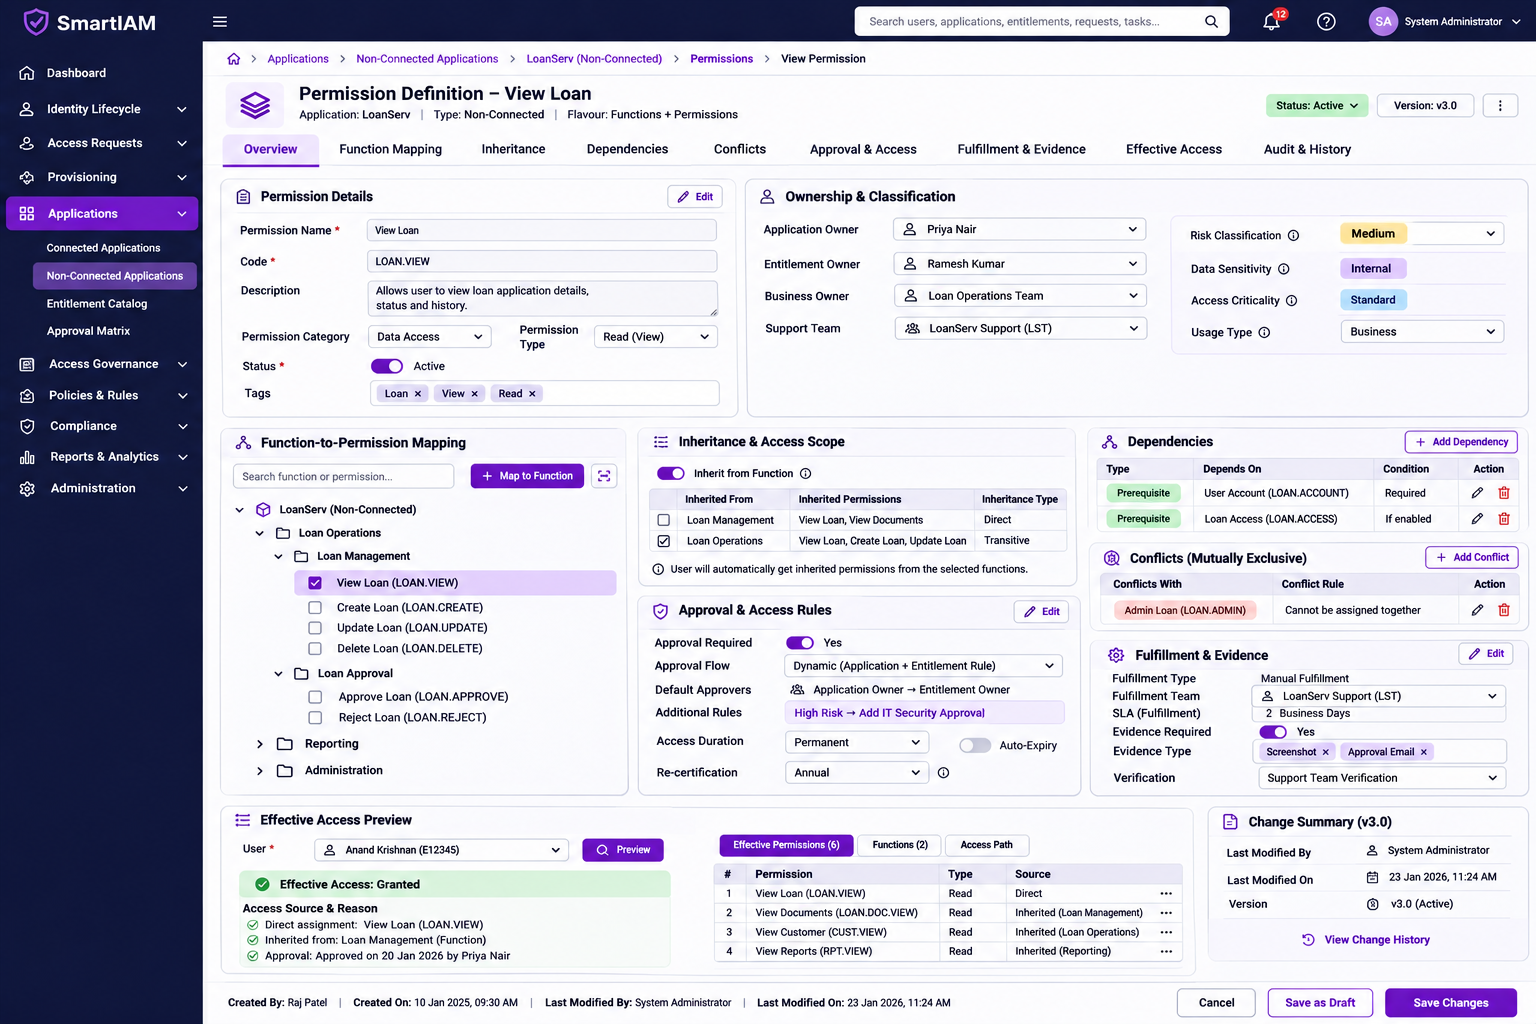 SmartIAM
Search users, applications, entitlements, requests, tasks...
12
SA
System Administrator
Dashboard
Identity Lifecycle
Access Requests
Provisioning
Applications
Connected Applications
Non-Connected Applications
Entitlement Catalog
Approval Matrix
Access Governance
Policies & Rules
Compliance
Reports & Analytics
Administration
Applications > Non-Connected Applications > LoanServ (Non-Connected) > Permissions > View Permission
Permission Definition – View Loan
Application: LoanServ | Type: Non-Connected | Flavour: Functions + Permissions
Status: Active
Version: v3.0
Overview
Function Mapping
Inheritance
Dependencies
Conflicts
Approval & Access
Fulfillment & Evidence
Effective Access
Audit & History
Permission Details
Edit
Permission Name *
View Loan
Code *
LOAN.VIEW
Description
Allows user to view loan application details,
status and history.
Permission Category
Data Access
Permission
Type
Read (View)
Status *
Active
Tags
Loan ×
View ×
Read ×
Ownership & Classification
Application Owner
Priya Nair
Entitlement Owner
Ramesh Kumar
Business Owner
Loan Operations Team
Support Team
LoanServ Support (LST)
Risk Classification
Medium
Data Sensitivity
Internal
Access Criticality
Standard
Usage Type
Business
Function-to-Permission Mapping
Search function or permission...
+ Map to Function
LoanServ (Non-Connected)
Loan Operations
Loan Management
View Loan (LOAN.VIEW)
Create Loan (LOAN.CREATE)
Update Loan (LOAN.UPDATE)
Delete Loan (LOAN.DELETE)
Loan Approval
Approve Loan (LOAN.APPROVE)
Reject Loan (LOAN.REJECT)
Reporting
Administration
Inheritance & Access Scope
Inherit from Function
Inherited From Inherited Permissions Inheritance Type
Loan Management View Loan, View Documents Direct
Loan Operations View Loan, Create Loan, Update Loan Transitive
User will automatically get inherited permissions from the selected functions.
Approval & Access Rules
Edit
Approval Required
Yes
Approval Flow
Dynamic (Application + Entitlement Rule)
Default Approvers
Application Owner → Entitlement Owner
Additional Rules
High Risk → Add IT Security Approval
Access Duration
Permanent
Auto-Expiry
Re-certification
Annual
Dependencies
+ Add Dependency
Type Depends On Condition Action
Prerequisite User Account (LOAN.ACCOUNT) Required
Prerequisite Loan Access (LOAN.ACCESS) If enabled
Conflicts (Mutually Exclusive)
+ Add Conflict
Conflicts With Conflict Rule Action
Admin Loan (LOAN.ADMIN) Cannot be assigned together
Fulfillment & Evidence
Edit
Fulfillment Type
Manual Fulfillment
Fulfillment Team
LoanServ Support (LST)
SLA (Fulfillment)
2 Business Days
Evidence Required
Yes
Evidence Type
Screenshot ×
Approval Email ×
Verification
Support Team Verification
Effective Access Preview
User *
Anand Krishnan (E12345)
Preview
Effective Access: Granted
Access Source & Reason
Direct assignment: View Loan (LOAN.VIEW)
Inherited from: Loan Management (Function)
Approval: Approved on 20 Jan 2026 by Priya Nair
Effective Permissions (6)
Functions (2)
Access Path
# Permission Type Source
1 View Loan (LOAN.VIEW) Read Direct
2 View Documents (LOAN.DOC.VIEW) Read Inherited (Loan Management)
3 View Customer (CUST.VIEW) Read Inherited (Loan Operations)
4 View Reports (RPT.VIEW) Read Inherited (Reporting)
Change Summary (v3.0)
Last Modified By
System Administrator
Last Modified On
23 Jan 2026, 11:24 AM
Version
v3.0 (Active)
View Change History
Created By: Raj Patel | Created On: 10 Jan 2025, 09:30 AM | Last Modified By: System Administrator | Last Modified On: 23 Jan 2026, 11:24 AM
Cancel
Save as Draft
Save Changes